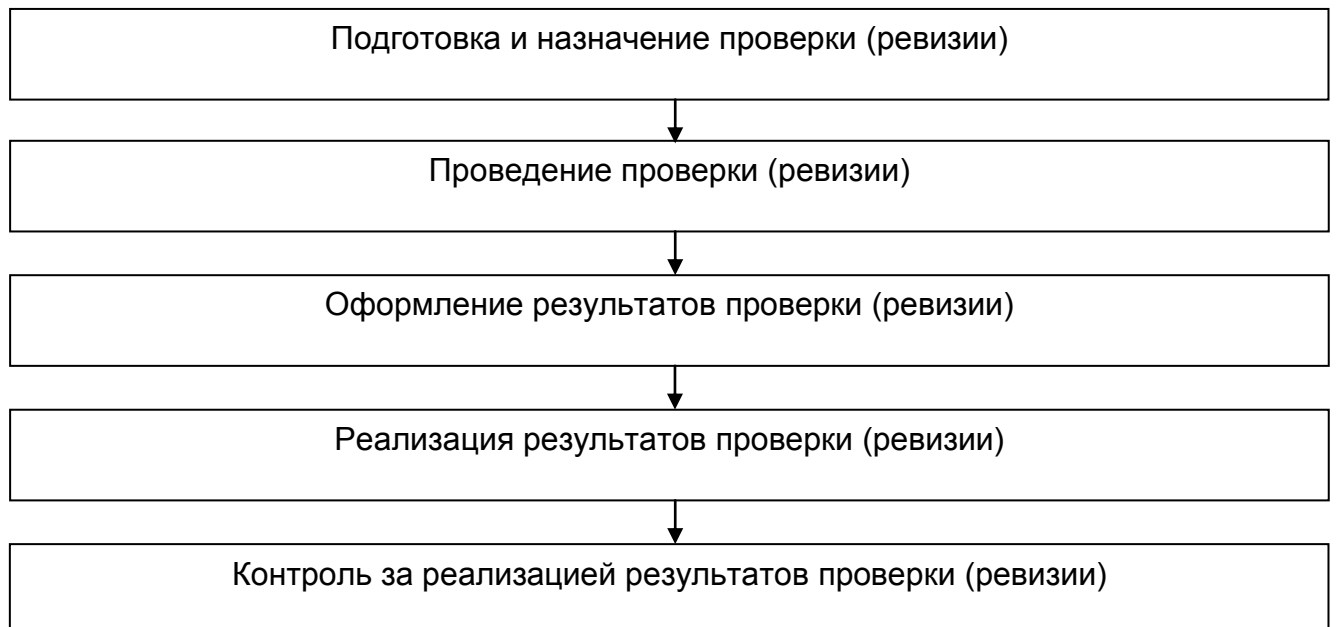 Подготовка и назначение проверки (ревизии)
Проведение проверки (ревизии)
Оформление результатов проверки (ревизии)
Реализация результатов проверки (ревизии)
Контроль за реализацией результатов проверки (ревизии)